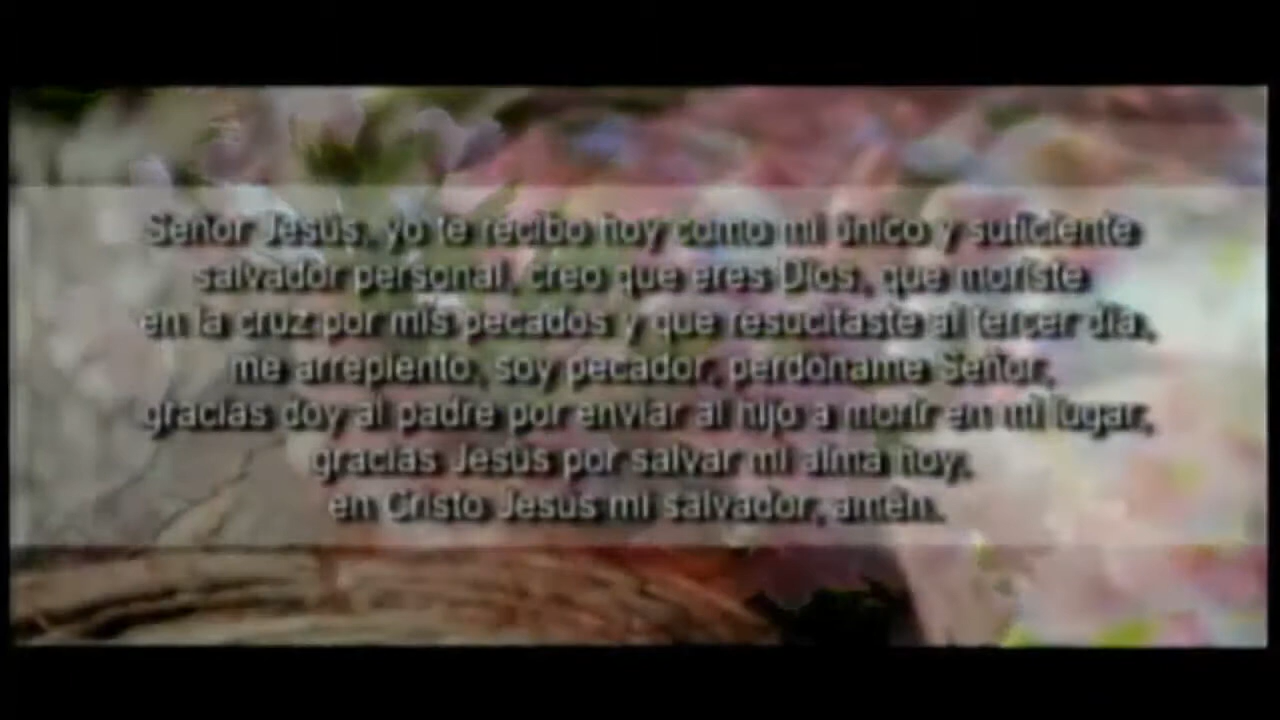 Señor Jesús, yo te recibo hoy como mi único y suficiente
salvador personal, creo que eres Dios, que moriste
en la cruz por mis pecados y que resucitaste al tercer día,
me arrepiento, soy pecador, perdóname Señor,
gracias doy al padre por enviar al hijo a morir en mi lugar,
gracias Jesús por salvar mi alma hoy,
en Cristo Jesús mi salvador, amén.